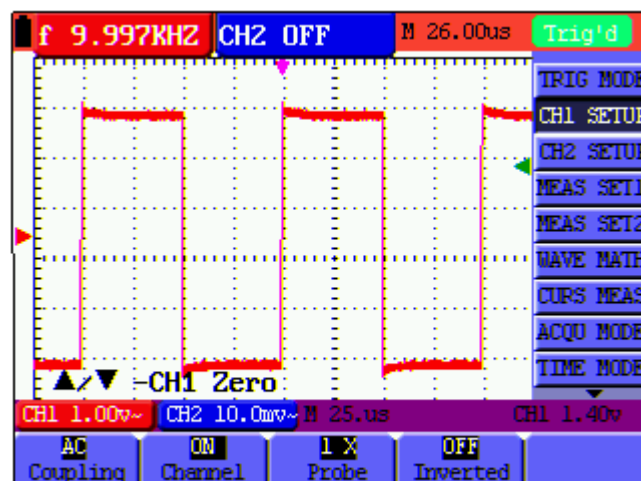 f 9.997KHZ CH2 OFF M 26.00us Trig'd
TRIG MODE
CH1 SETUP
CH2 SETUP
MEAS SET1
MEAS SET2
WAVE MATH
CURS MEAS
ACQU MODE
TIME MODE
▲/▼ -CH1 Zero
CH1 1.00v~ CH2 10.0mv~ M 25.us CH1 1.40v
AC ON 1 X OFF
Coupling Channel Probe Inverted